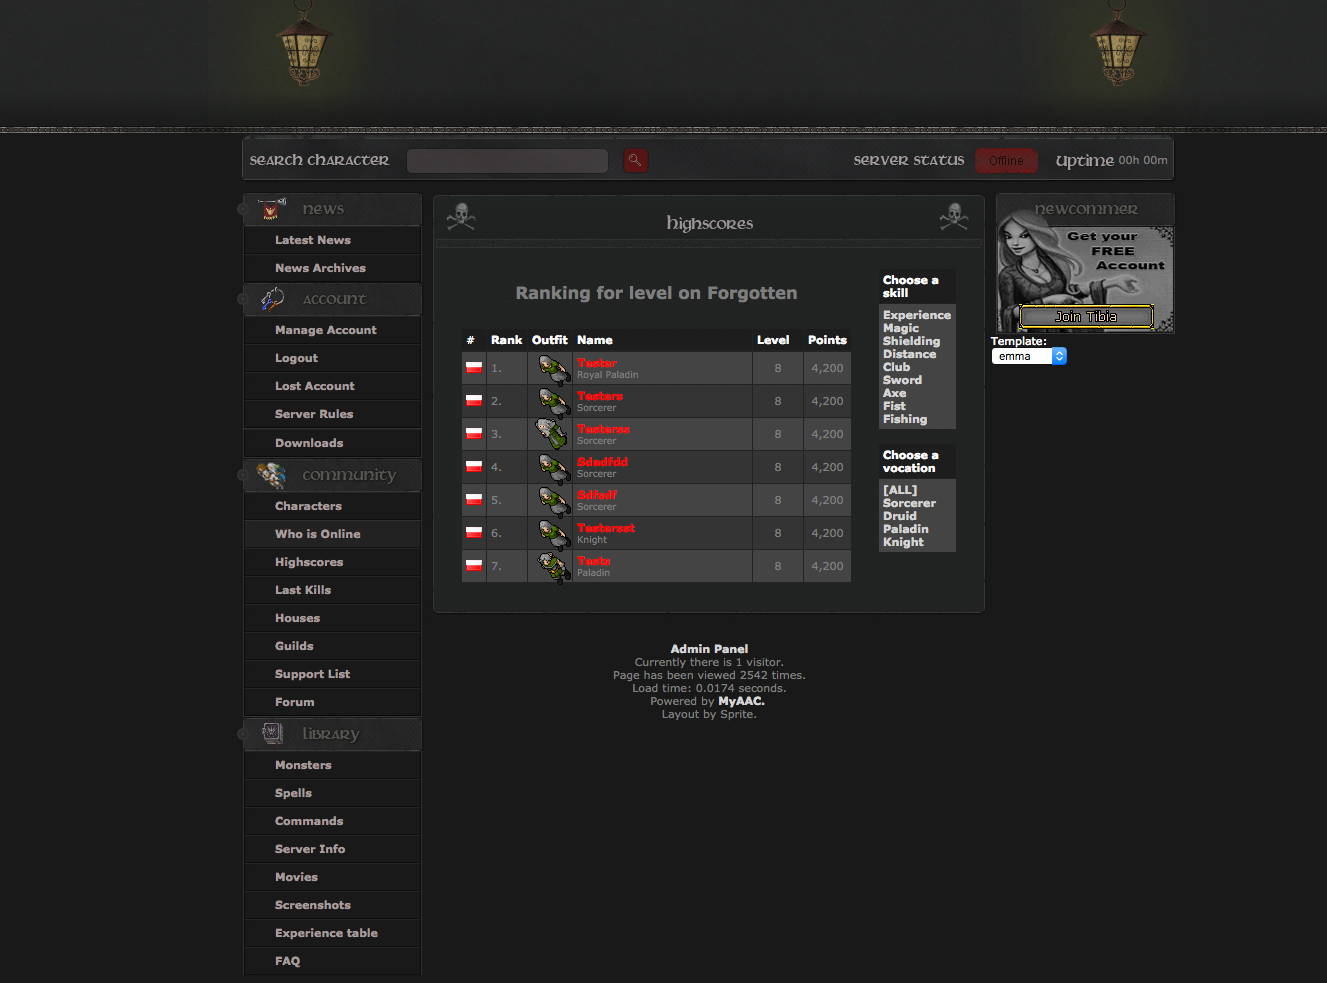 Search Character
Server Status
Offline
Uptime 00h 00m
News
Latest News
News Archives
Account
Manage Account
Logout
Lost Account
Server Rules
Downloads
Community
Characters
Who is Online
Highscores
Last Kills
Houses
Guilds
Support List
Forum
Library
Monsters
Spells
Commands
Server Info
Movies
Screenshots
Experience table
FAQ
Highscores
Ranking for level on Forgotten
# Rank Outfit Name Level Points
1. Tester 8 4,200
Royal Paladin
2. Testers 8 4,200
Sorcerer
3. Testerss 8 4,200
Sorcerer
4. 8 4,200
Sorcerer
5. 8 4,200
Sorcerer
6. Testersst 8 4,200
Knight
7. Tests 8 4,200
Paladin
Choose a
skill
Experience
Magic
Shielding
Distance
Club
Sword
Axe
Fist
Fishing
Choose a
vocation
[ALL]
Sorcerer
Druid
Paladin
Knight
Newcommer
Get your
FREE
Account
Join Tibia
Template:
emma
Admin Panel
Currently there is 1 visitor.
Page has been viewed 2542 times.
Load time: 0.0174 seconds.
Powered by MyAAC.
Layout by Sprite.